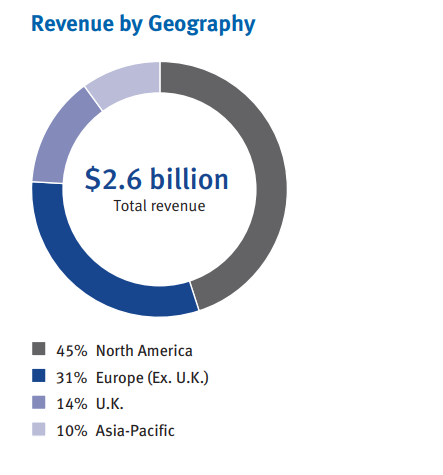 Revenue by Geography
$2.6 billion
Total revenue
45% North America
31% Europe (Ex. U.K.)
14% U.K.
10% Asia-Pacific